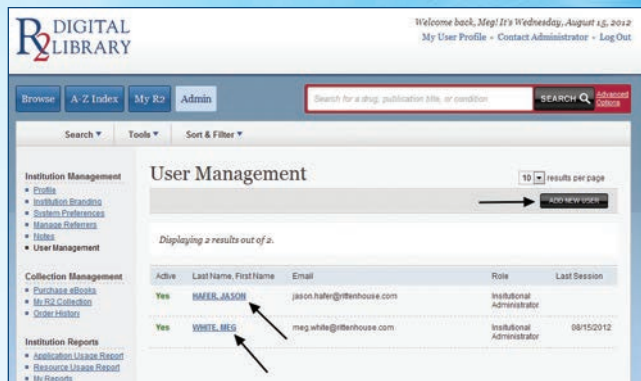 R2 DIGITAL LIBRARY
Welcome back, Meg! It's Wednesday, August 15, 2012
My User Profile - Contact Administrator - Log Out
Browse A-Z Index My R2 Admin
Search for a drug, publication title, or condition SEARCH Advanced Options
Search Tools Sort & Filter
Institution Management
Profile
Institution Branding
System Preferences
Manage Referrers
Notes
User Management
Collection Management
Purchase eBooks
My R2 Collection
Order History
Institution Reports
Application Usage Report
Resource Usage Report
My Reports
User Management
10 results per page
ADD NEW USER
Displaying 2 results out of 2.
Active Last Name, First Name Email Role Last Session
Yes HAFER, JASON jason.hafer@rittenhouse.com Insitutional Administrator
Yes WHITE, MEG meg.white@rittenhouse.com Insitutional Administrator 08/15/2012